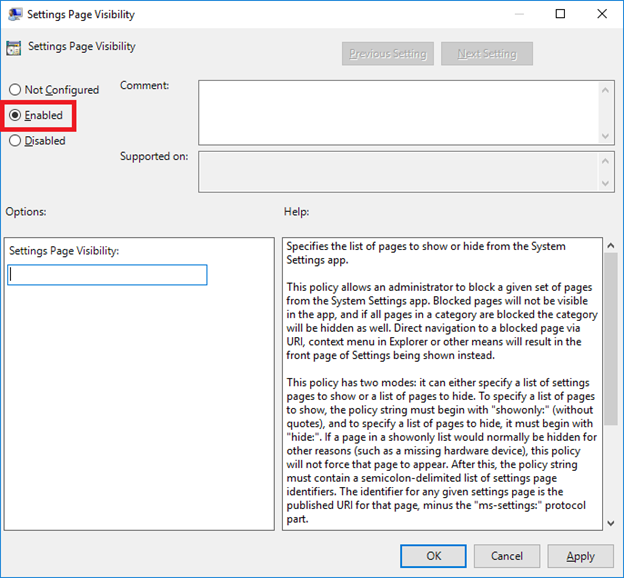 Settings Page Visibility
Settings Page Visibility
Previous Setting
Next Setting
Not Configured
Comment:
Enabled
Disabled
Supported on:
Options:
Help:
Settings Page Visibility:
Specifies the list of pages to show or hide from the System
Settings app.
This policy allows an administrator to block a given set of pages
from the System Settings app. Blocked pages will not be visible
in the app, and if all pages in a category are blocked the category
will be hidden as well. Direct navigation to a blocked page via
URI, context menu in Explorer or other means will result in the
front page of Settings being shown instead.
This policy has two modes: it can either specify a list of settings
pages to show or a list of pages to hide. To specify a list of pages
to show, the policy string must begin with "showonly:" (without
quotes), and to specify a list of pages to hide, it must begin with
"hide:". If a page in a showonly list would normally be hidden for
other reasons (such as a missing hardware device), this policy
will not force that page to appear. After this, the policy string
must contain a semicolon-delimited list of settings page
identifiers. The identifier for any given settings page is the
published URI for that page, minus the "ms-settings:" protocol
part.
OK
Cancel
Apply